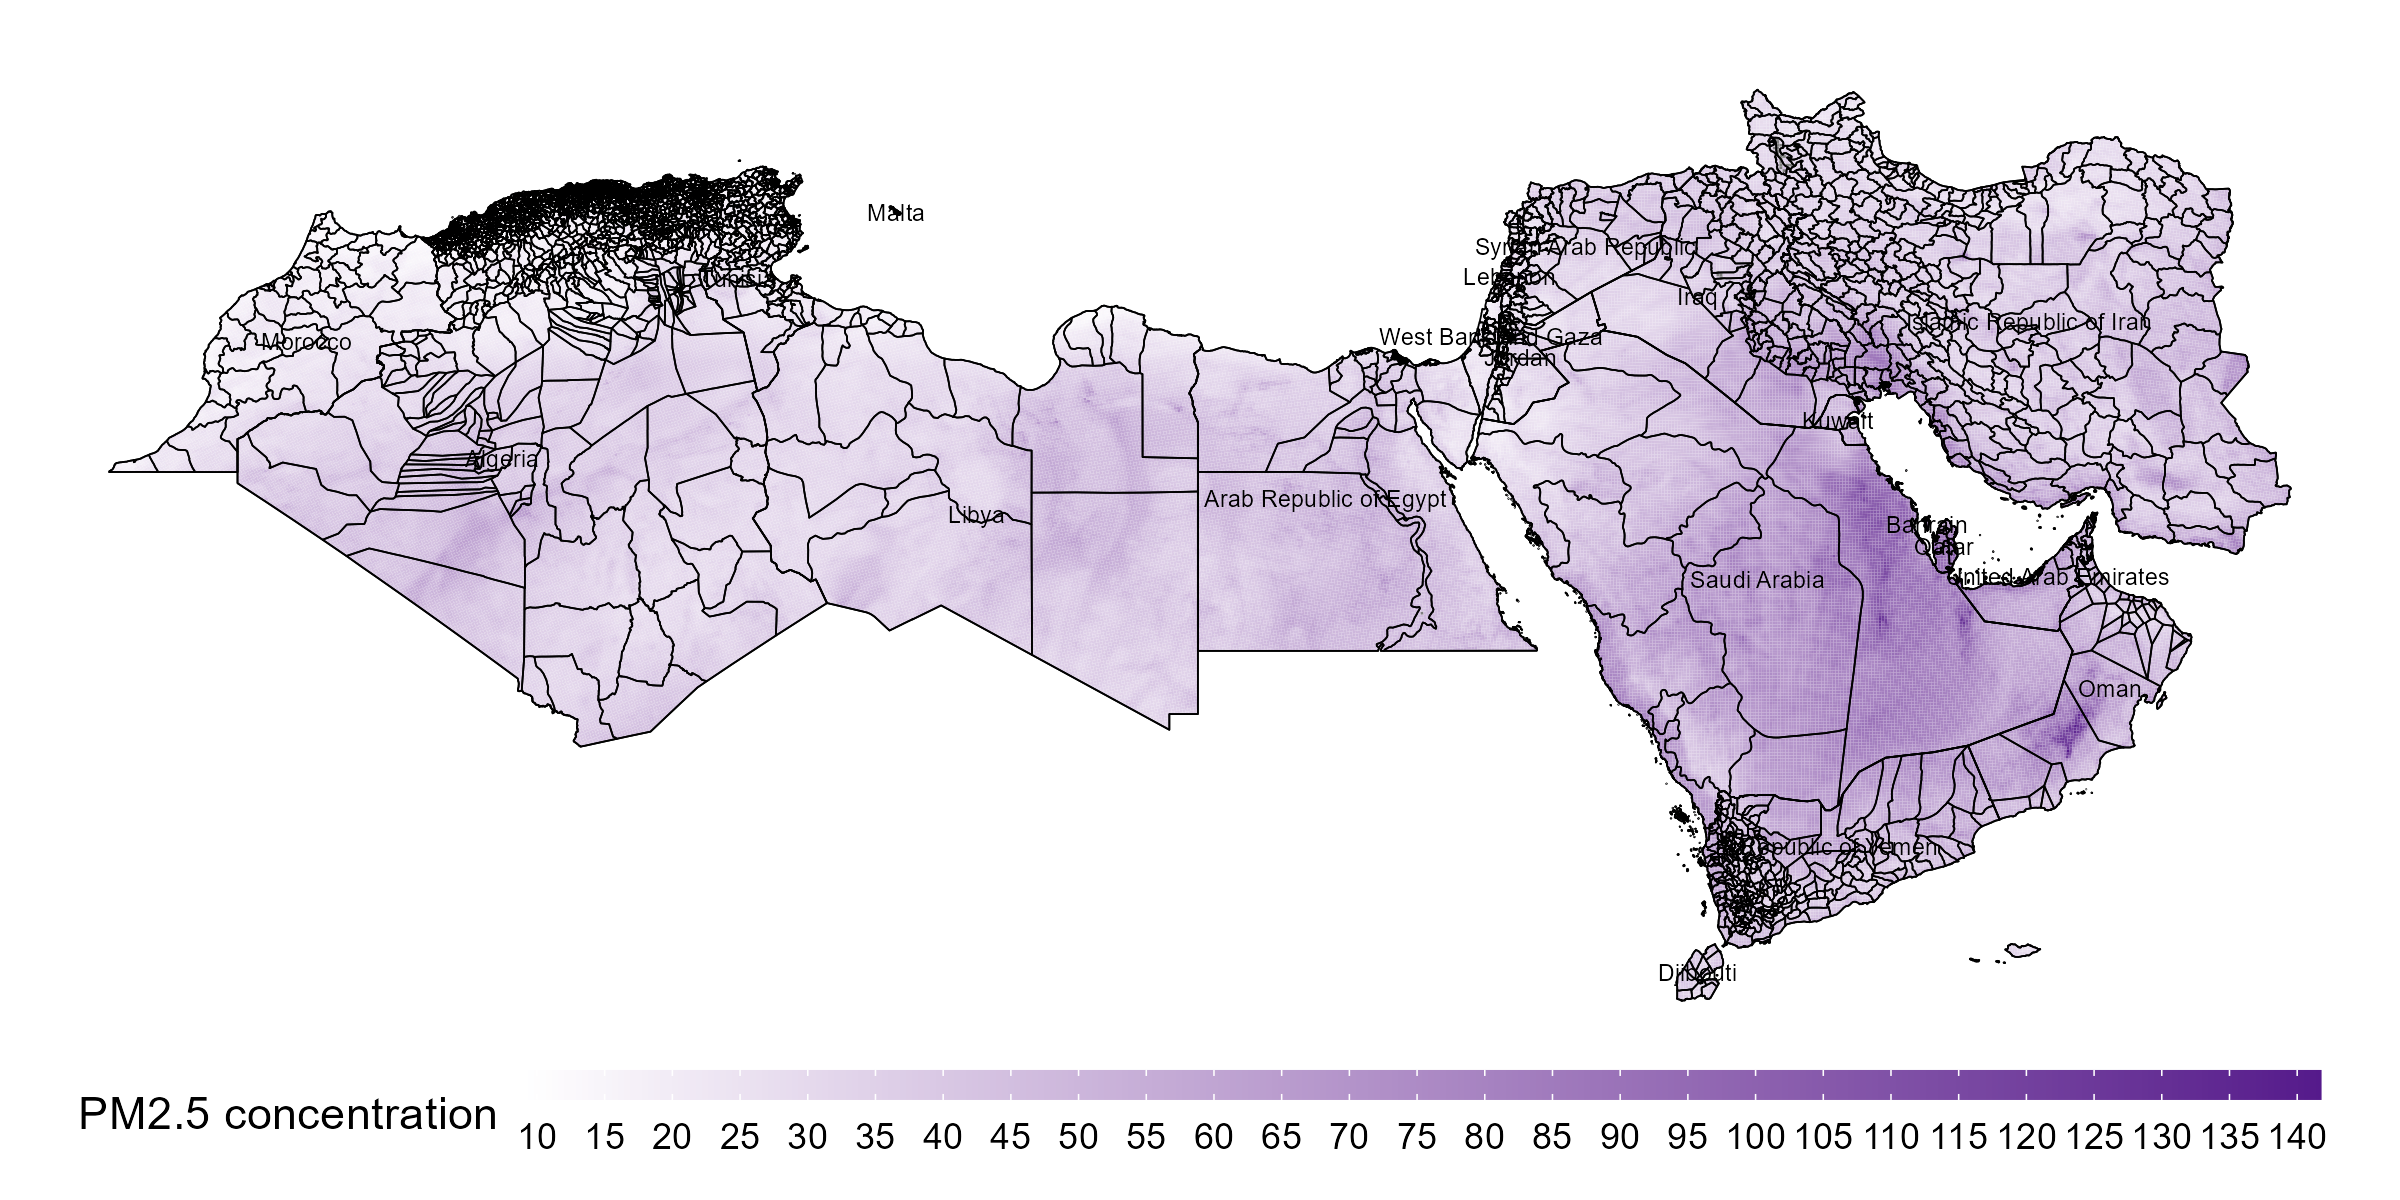 Malta
Syrian Arab Republic
Lebanon
Tunisia
Iraq
Islamic Republic of Iran
West Bank and Gaza
Morocco
Jordan
Kuwait
Algeria
Arab Republic of Egypt
Libya
Bahrain
Qatar
Saudi Arabia
United Arab Emirates
Oman
Republic of Yemen
Djibouti
PM2.5 concentration
10 15 20 25 30 35 40 45 50 55 60 65 70 75 80 85 90 95 100 105 110 115 120 125 130 135 140